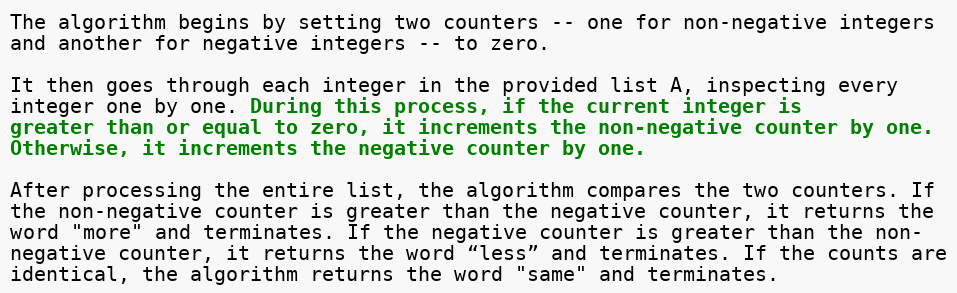 The algorithm begins by setting two counters -- one for non-negative integers
and another for negative integers -- to zero.
It then goes through each integer in the provided list A, inspecting every
integer one by one. During this process, if the current integer is
greater than or equal to zero, it increments the non-negative counter by one.
Otherwise, it increments the negative counter by one.
After processing the entire list, the algorithm compares the two counters. If
the non-negative counter is greater than the negative counter, it returns the
word "more" and terminates. If the negative counter is greater than the non-
negative counter, it returns the word “less” and terminates. If the counts are
identical, the algorithm returns the word "same" and terminates.